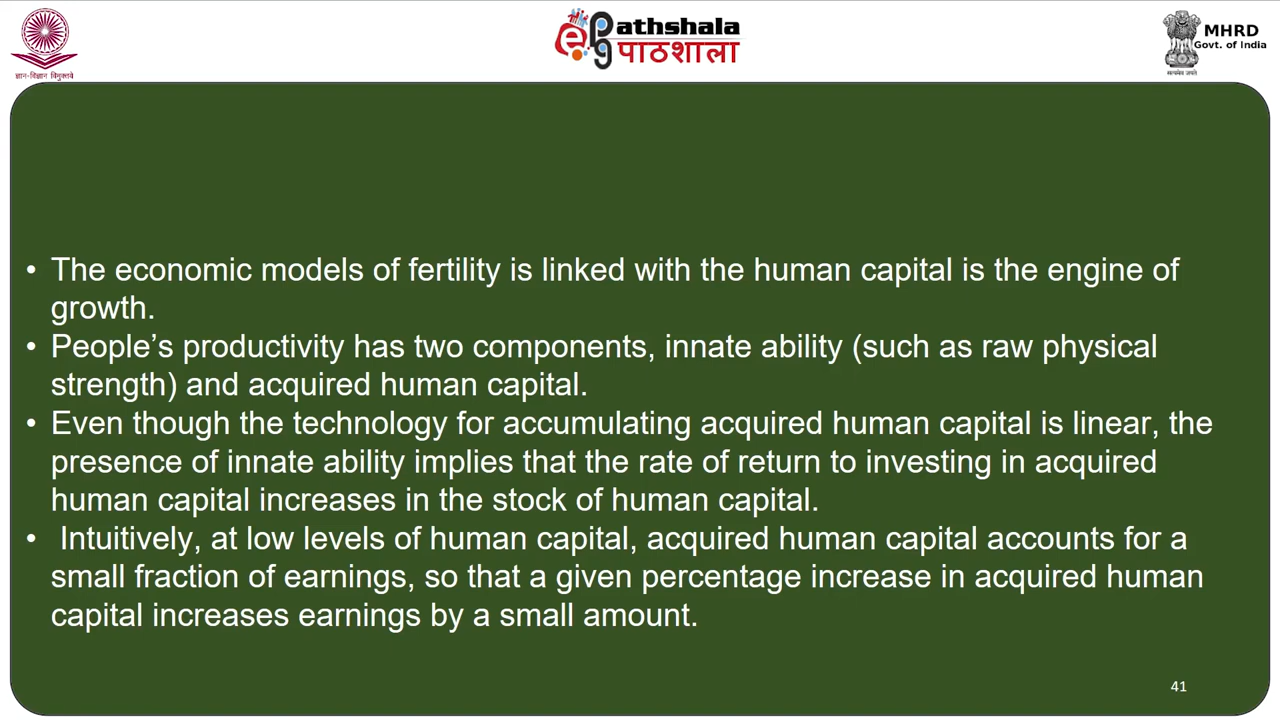 ज्ञान-विज्ञान विमुक्तये
ePG athshala
पाठशाला
MHRD
Govt. of India
सत्यमेव जयते
• The economic models of fertility is linked with the human capital is the engine of
growth.
• People’s productivity has two components, innate ability (such as raw physical
strength) and acquired human capital.
• Even though the technology for accumulating acquired human capital is linear, the
presence of innate ability implies that the rate of return to investing in acquired
human capital increases in the stock of human capital.
• Intuitively, at low levels of human capital, acquired human capital accounts for a
small fraction of earnings, so that a given percentage increase in acquired human
capital increases earnings by a small amount.
41